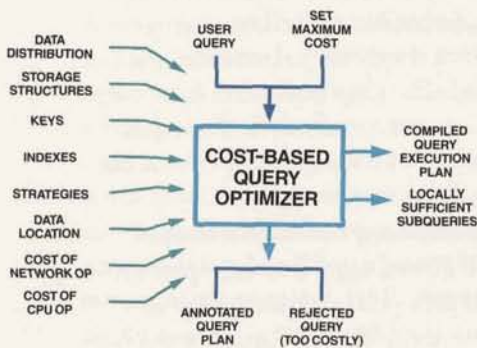 USER
QUERY
SET
MAXIMUM
COST
DATA
DISTRIBUTION
STORAGE
STRUCTURES
KEYS
INDEXES
STRATEGIES
DATA
LOCATION
COST OF
NETWORK OP
COST OF
CPU OP
COST-BASED
QUERY
OPTIMIZER
COMPILED
QUERY
EXECUTION
PLAN
LOCALLY
SUFFICIENT
SUBQUERIES
ANNOTATED
QUERY
PLAN
REJECTED
QUERY
(TOO COSTLY)